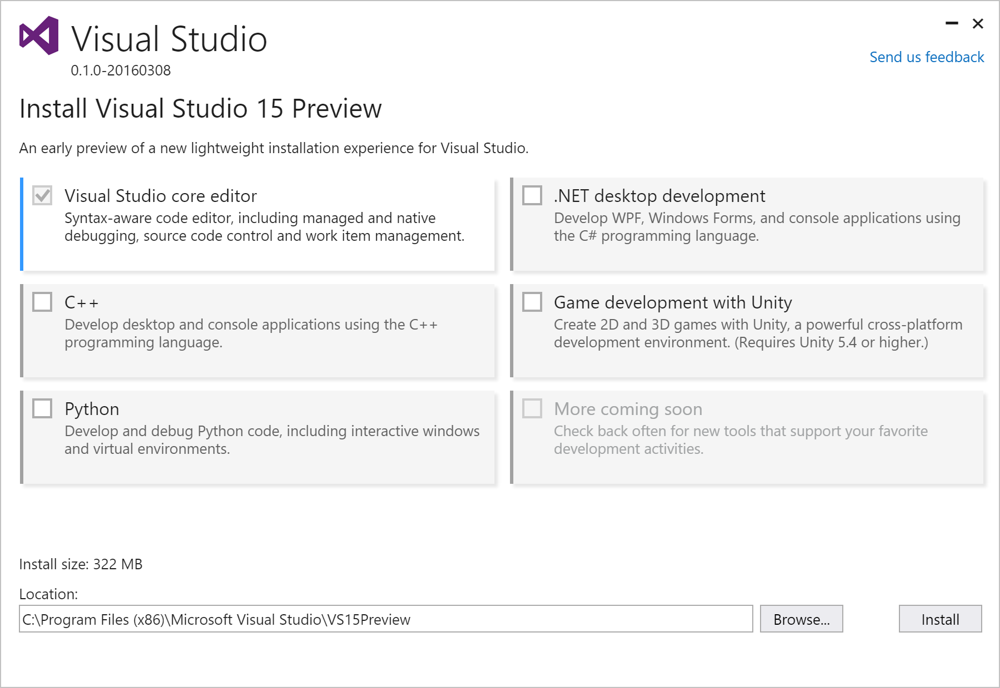 Visual Studio
0.1.0-20160308
Send us feedback
Install Visual Studio 15 Preview
An early preview of a new lightweight installation experience for Visual Studio.
Visual Studio core editor
Syntax-aware code editor, including managed and native
debugging, source code control and work item management.
.NET desktop development
Develop WPF, Windows Forms, and console applications using
the C# programming language.
C++
Develop desktop and console applications using the C++
programming language.
Game development with Unity
Create 2D and 3D games with Unity, a powerful cross-platform
development environment. (Requires Unity 5.4 or higher.)
Python
Develop and debug Python code, including interactive windows
and virtual environments.
More coming soon
Check back often for new tools that support your favorite
development activities.
Install size: 322 MB
Location:
C:\Program Files (x86)\Microsoft Visual Studio\VS15Preview
Browse...
Install